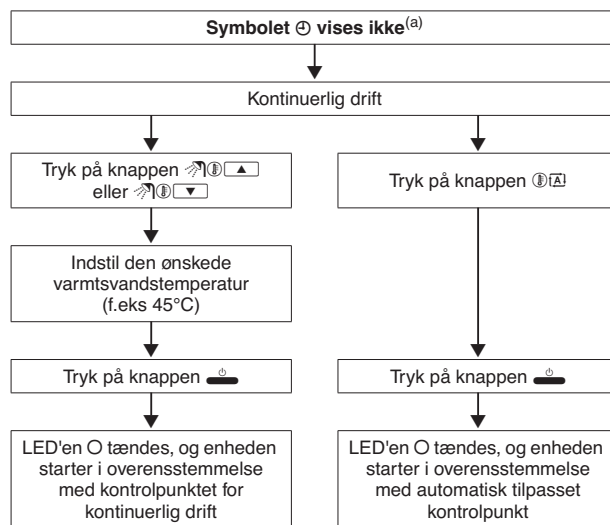 Symbolet vises ikke(a)
Kontinuerlig drift
Tryk på knappen ▲
eller ▼
Indstil den ønskede
varmtsvandstemperatur
(f.eks 45°C)
Tryk på knappen
LED'en O tændes, og enheden
starter i overensstemmelse
med kontrolpunktet for
kontinuerlig drift
Tryk på knappen A
Tryk på knappen
LED'en O tændes, og enheden
starter i overensstemmelse
med automatisk tilpasset
kontrolpunkt